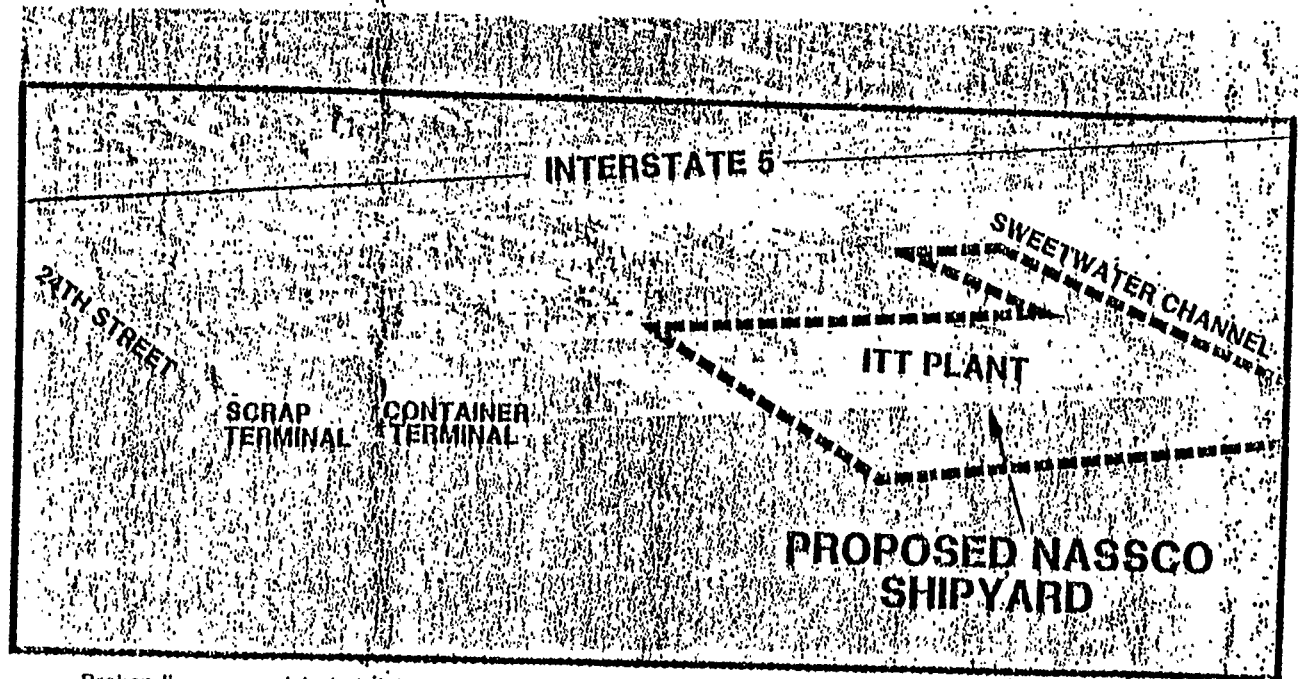 INTERSTATE 5
SWEETWATER CHANNEL
24TH STREET
ITT PLANT
SCRAP
TERMINAL
CONTAINER
TERMINAL
PROPOSED NASSCO
SHIPYARD